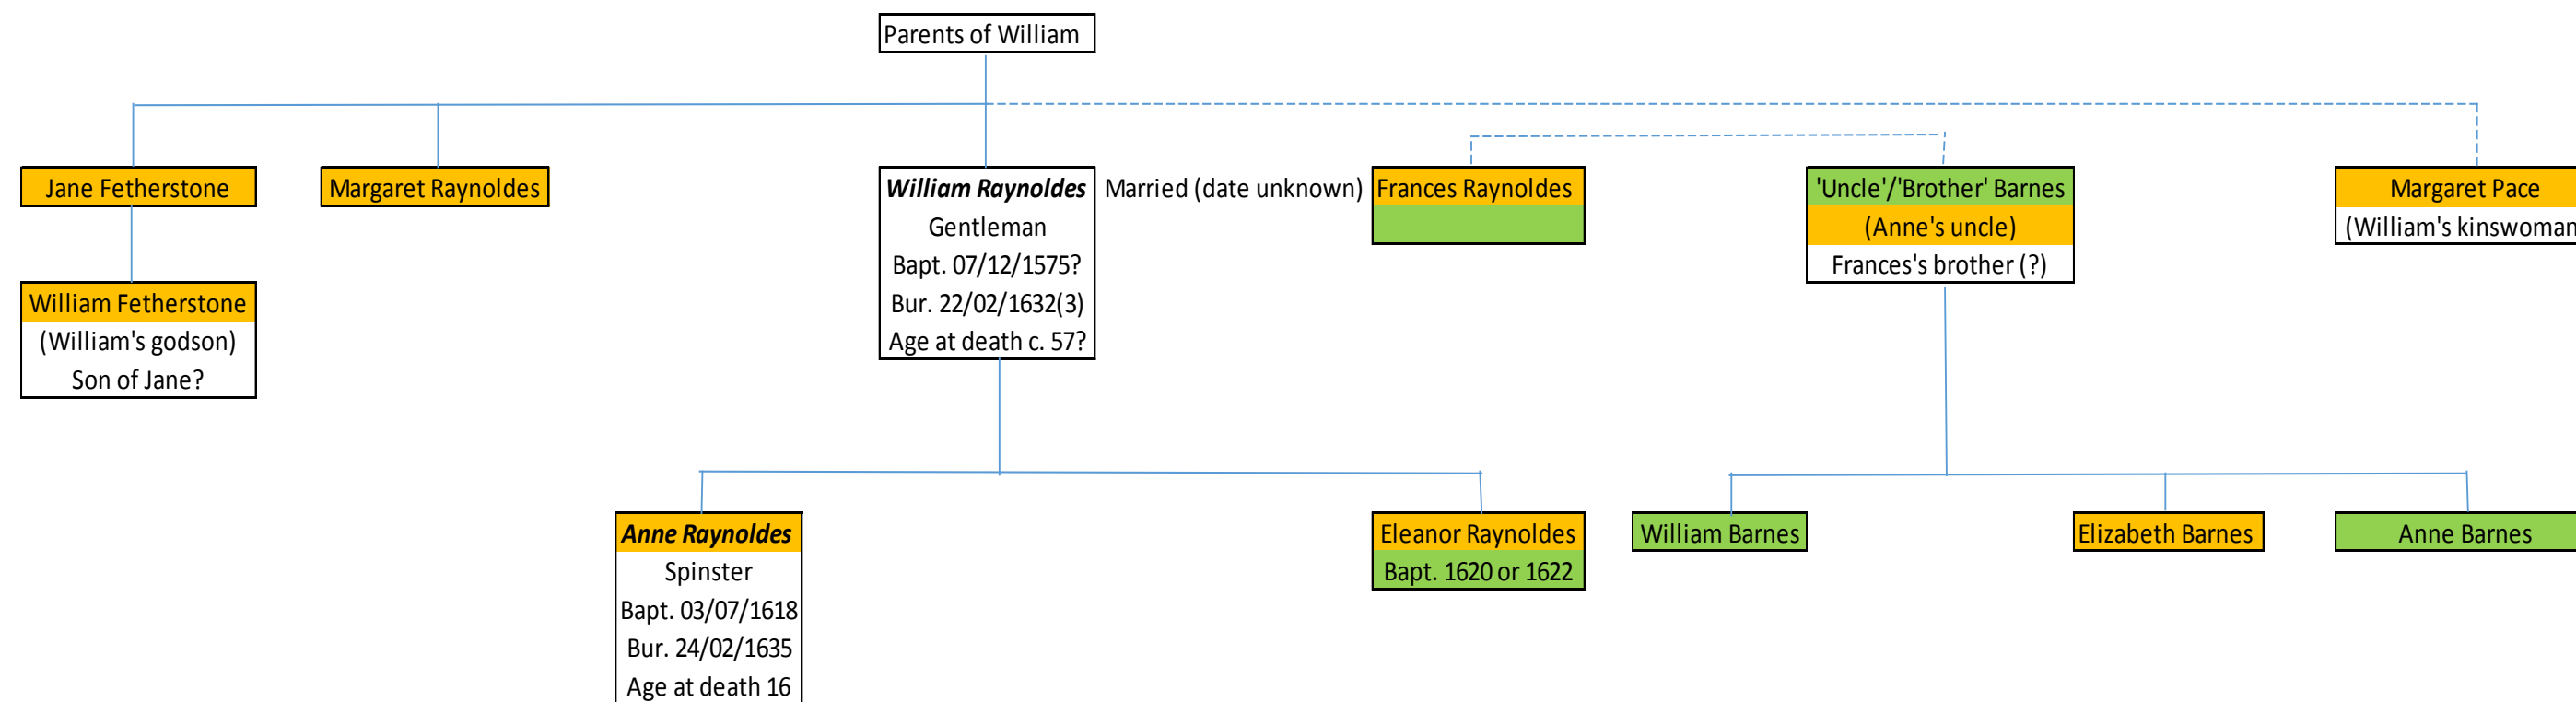 Parents of William
Jane Fetherstone
Margaret Raynoldes
William Raynoldes
Gentleman
Bapt. 07/12/1575?
Bur. 22/02/1632(3)
Age at death c. 57?
Married (date unknown)
Frances Raynoldes
'Uncle'/'Brother' Barnes
(Anne's uncle)
Frances's brother (?)
Margaret Pace
(William's kinswoman
William Fetherstone
(William's godson)
Son of Jane?
Anne Raynoldes
Spinster
Bapt. 03/07/1618
Bur. 24/02/1635
Age at death 16
Eleanor Raynoldes
Bapt. 1620 or 1622
William Barnes
Elizabeth Barnes
Anne Barnes